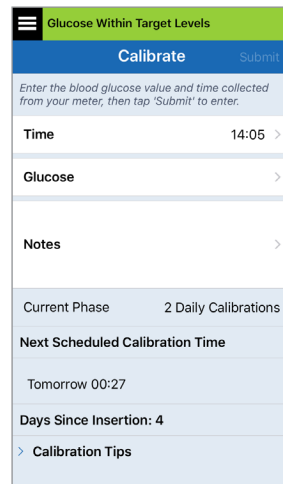 Glucose Within Target Levels
Calibrate Submit
Enter the blood glucose value and time collected
from your meter, then tap 'Submit' to enter.
Time 14:05
Glucose
Notes
Current Phase 2 Daily Calibrations
Next Scheduled Calibration Time
Tomorrow 00:27
Days Since Insertion: 4
Calibration Tips